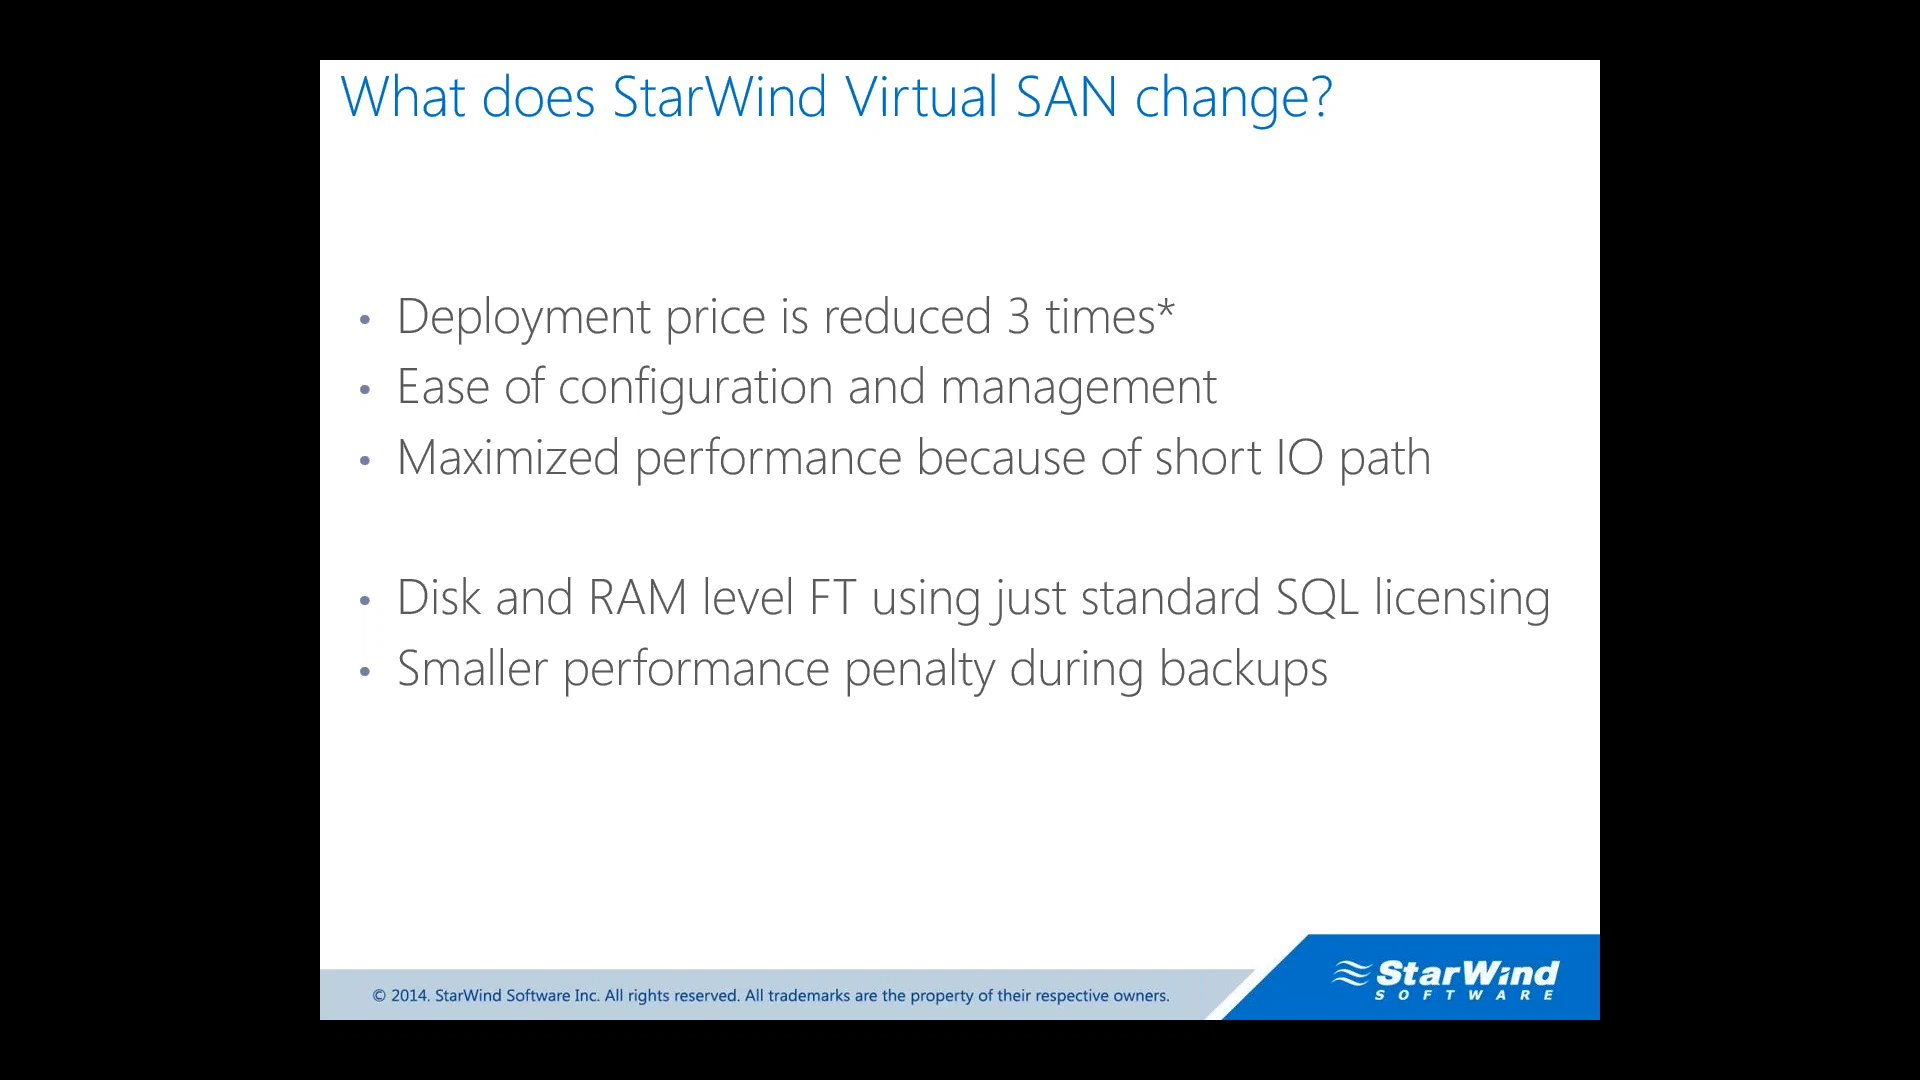 What does StarWind Virtual SAN change?
• Deployment price is reduced 3 times*
• Ease of configuration and management
• Maximized performance because of short IO path
• Disk and RAM level FT using just standard SQL licensing
• Smaller performance penalty during backups
© 2014. StarWind Software Inc. All rights reserved. All trademarks are the property of their respective owners.
StarWind
SOFTWARE